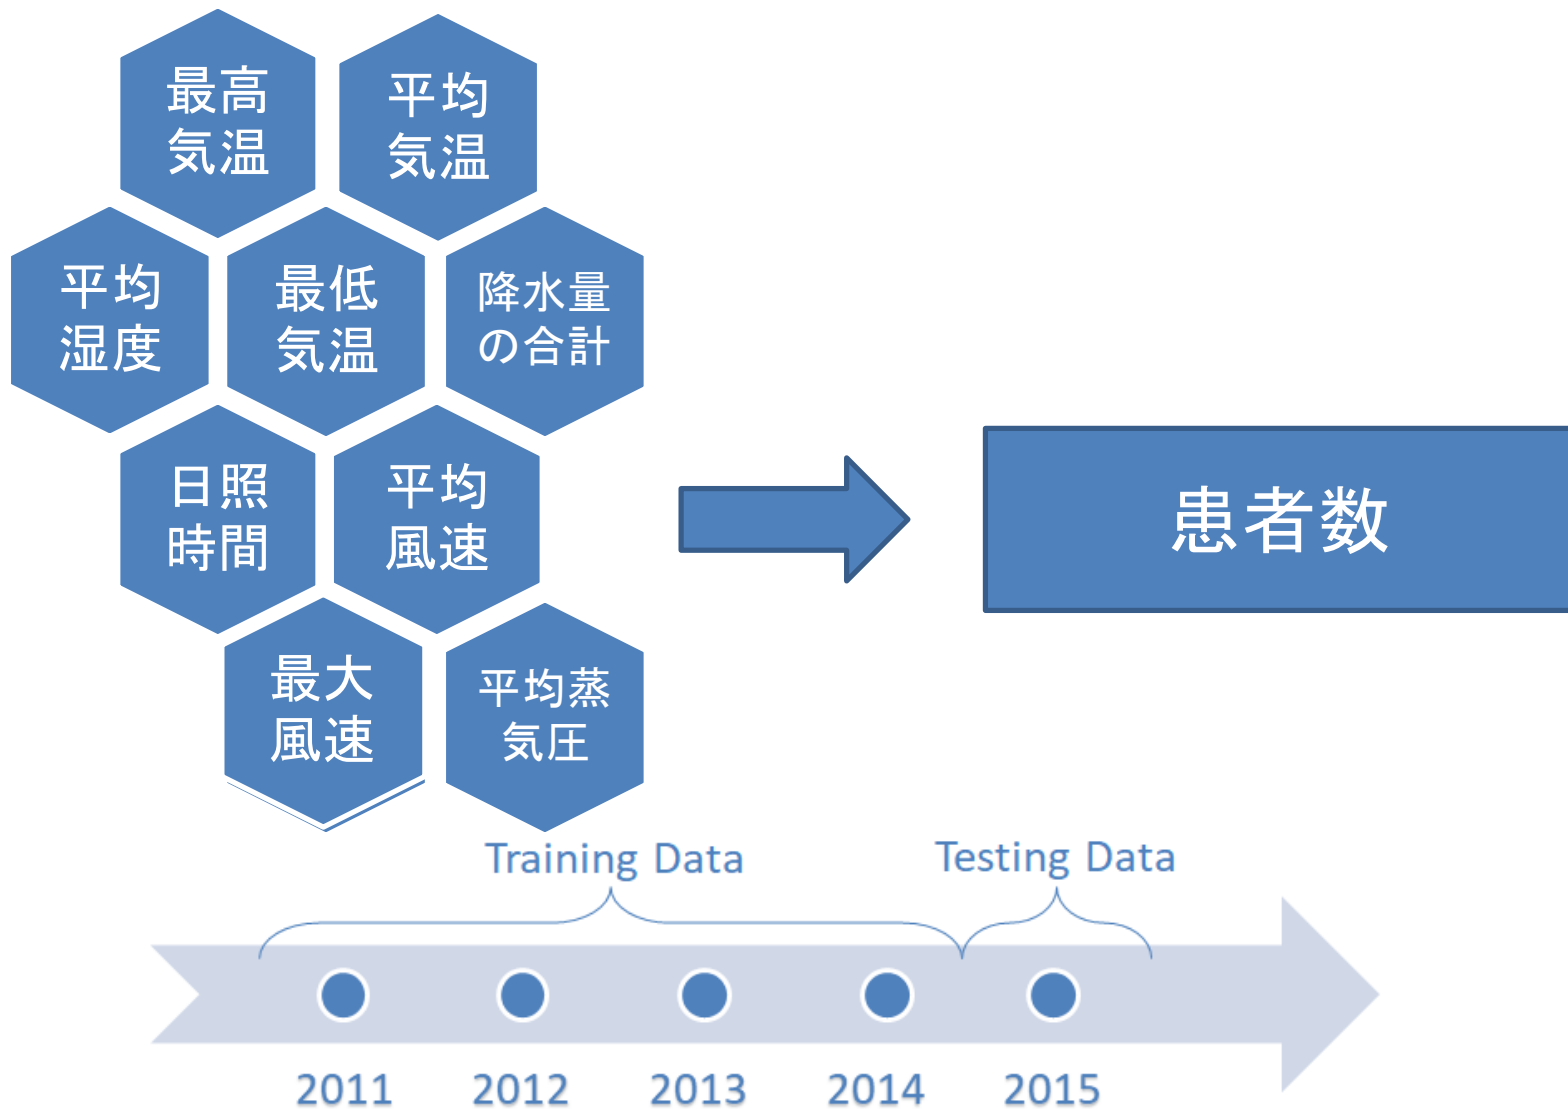 最高
気温
平均
気温
平均
湿度
最低
気温
降水量
の合計
日照
時間
平均
風速
最大
風速
平均蒸
気圧
患者数
Training Data
Testing Data
2011
2012
2013
2014
2015